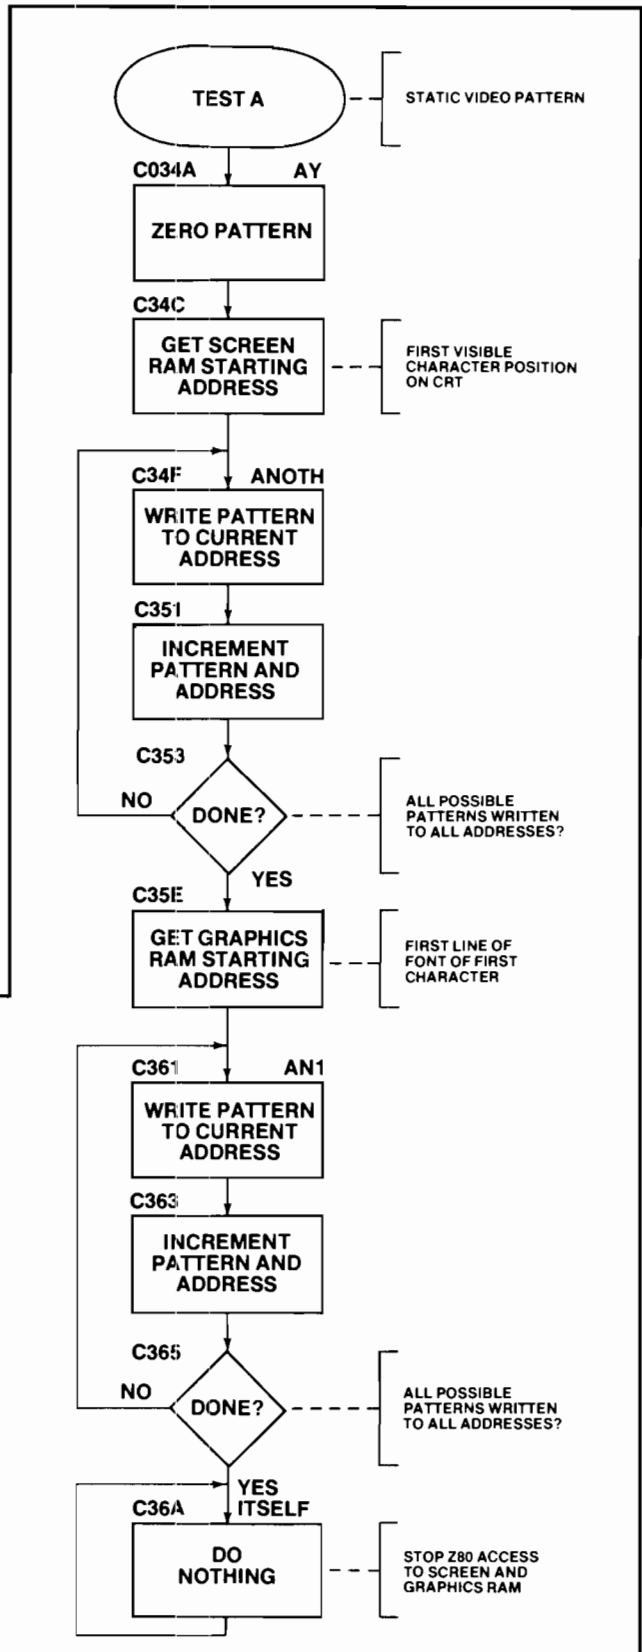 TEST A
STATIC VIDEO PATTERN
C034A AY
ZERO PATTERN
C34C
GET SCREEN
RAM STARTING
ADDRESS
FIRST VISIBLE
CHARACTER POSITION
ON CRT
C34F ANOTH
WRITE PATTERN
TO CURRENT
ADDRESS
C351
INCREMENT
PATTERN AND
ADDRESS
C353
NO
DONE?
ALL POSSIBLE
PATTERNS WRITTEN
TO ALL ADDRESSES?
YES
C35E
GET GRAPHICS
RAM STARTING
ADDRESS
FIRST LINE OF
FONT OF FIRST
CHARACTER
C361 AN1
WRITE PATTERN
TO CURRENT
ADDRESS
C363
INCREMENT
PATTERN AND
ADDRESS
C365
NO
DONE?
ALL POSSIBLE
PATTERNS WRITTEN
TO ALL ADDRESSES?
YES
C36A ITSELF
DO
NOTHING
STOP Z80 ACCESS
TO SCREEN AND
GRAPHICS RAM